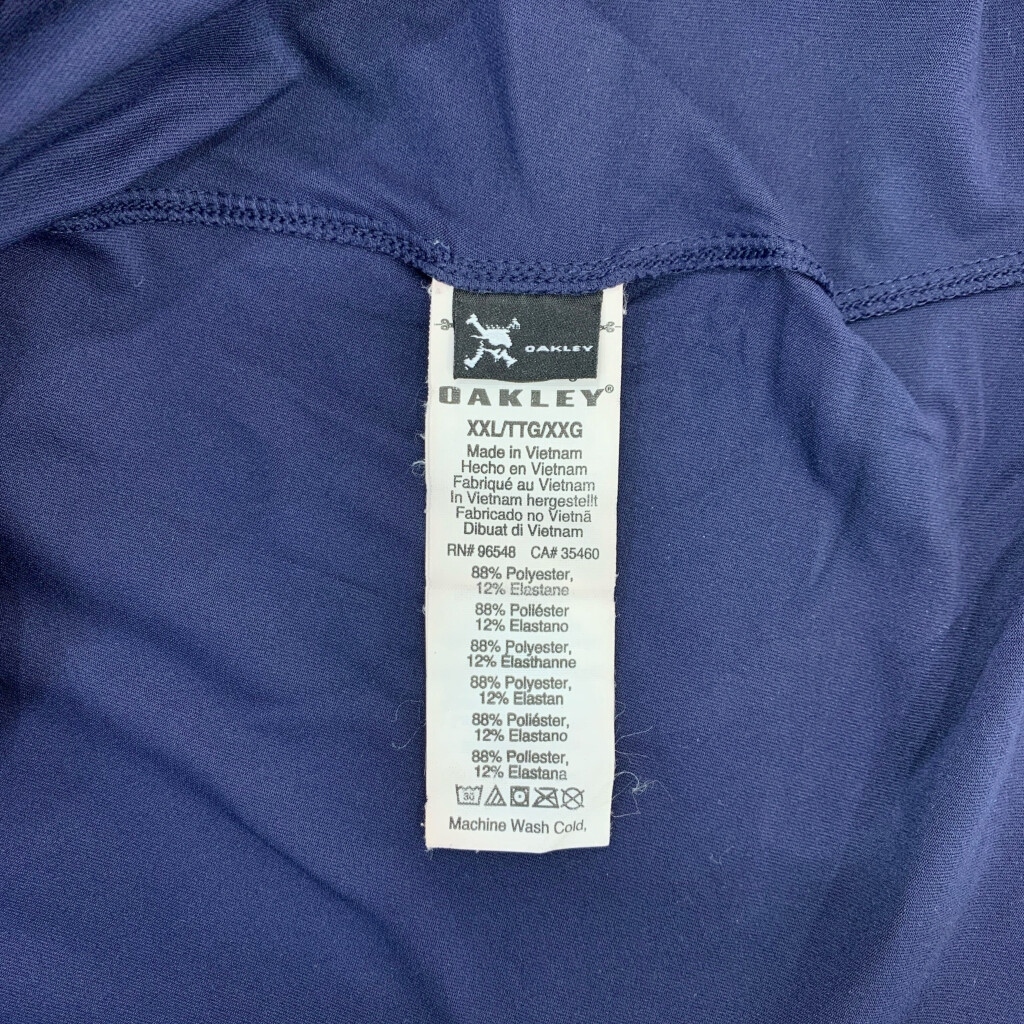 OAKLEY
OAKLEY®
XXL/TTG/XXG
Made in Vietnam
Hecho en Vietnam
Fabriqué au Vietnam
In Vietnam hergestellt
Fabricado no Vietnã
Dibuat di Vietnam
RN# 96548 CA# 35460
88% Polyester,
12% Elastane
88% Poliéster
12% Elastano
88% Polyester,
12% Élasthanne
88% Polyester,
12% Elastan
88% Poliéster,
12% Elastano
88% Poliester,
12% Elastana
30
Machine Wash Cold,